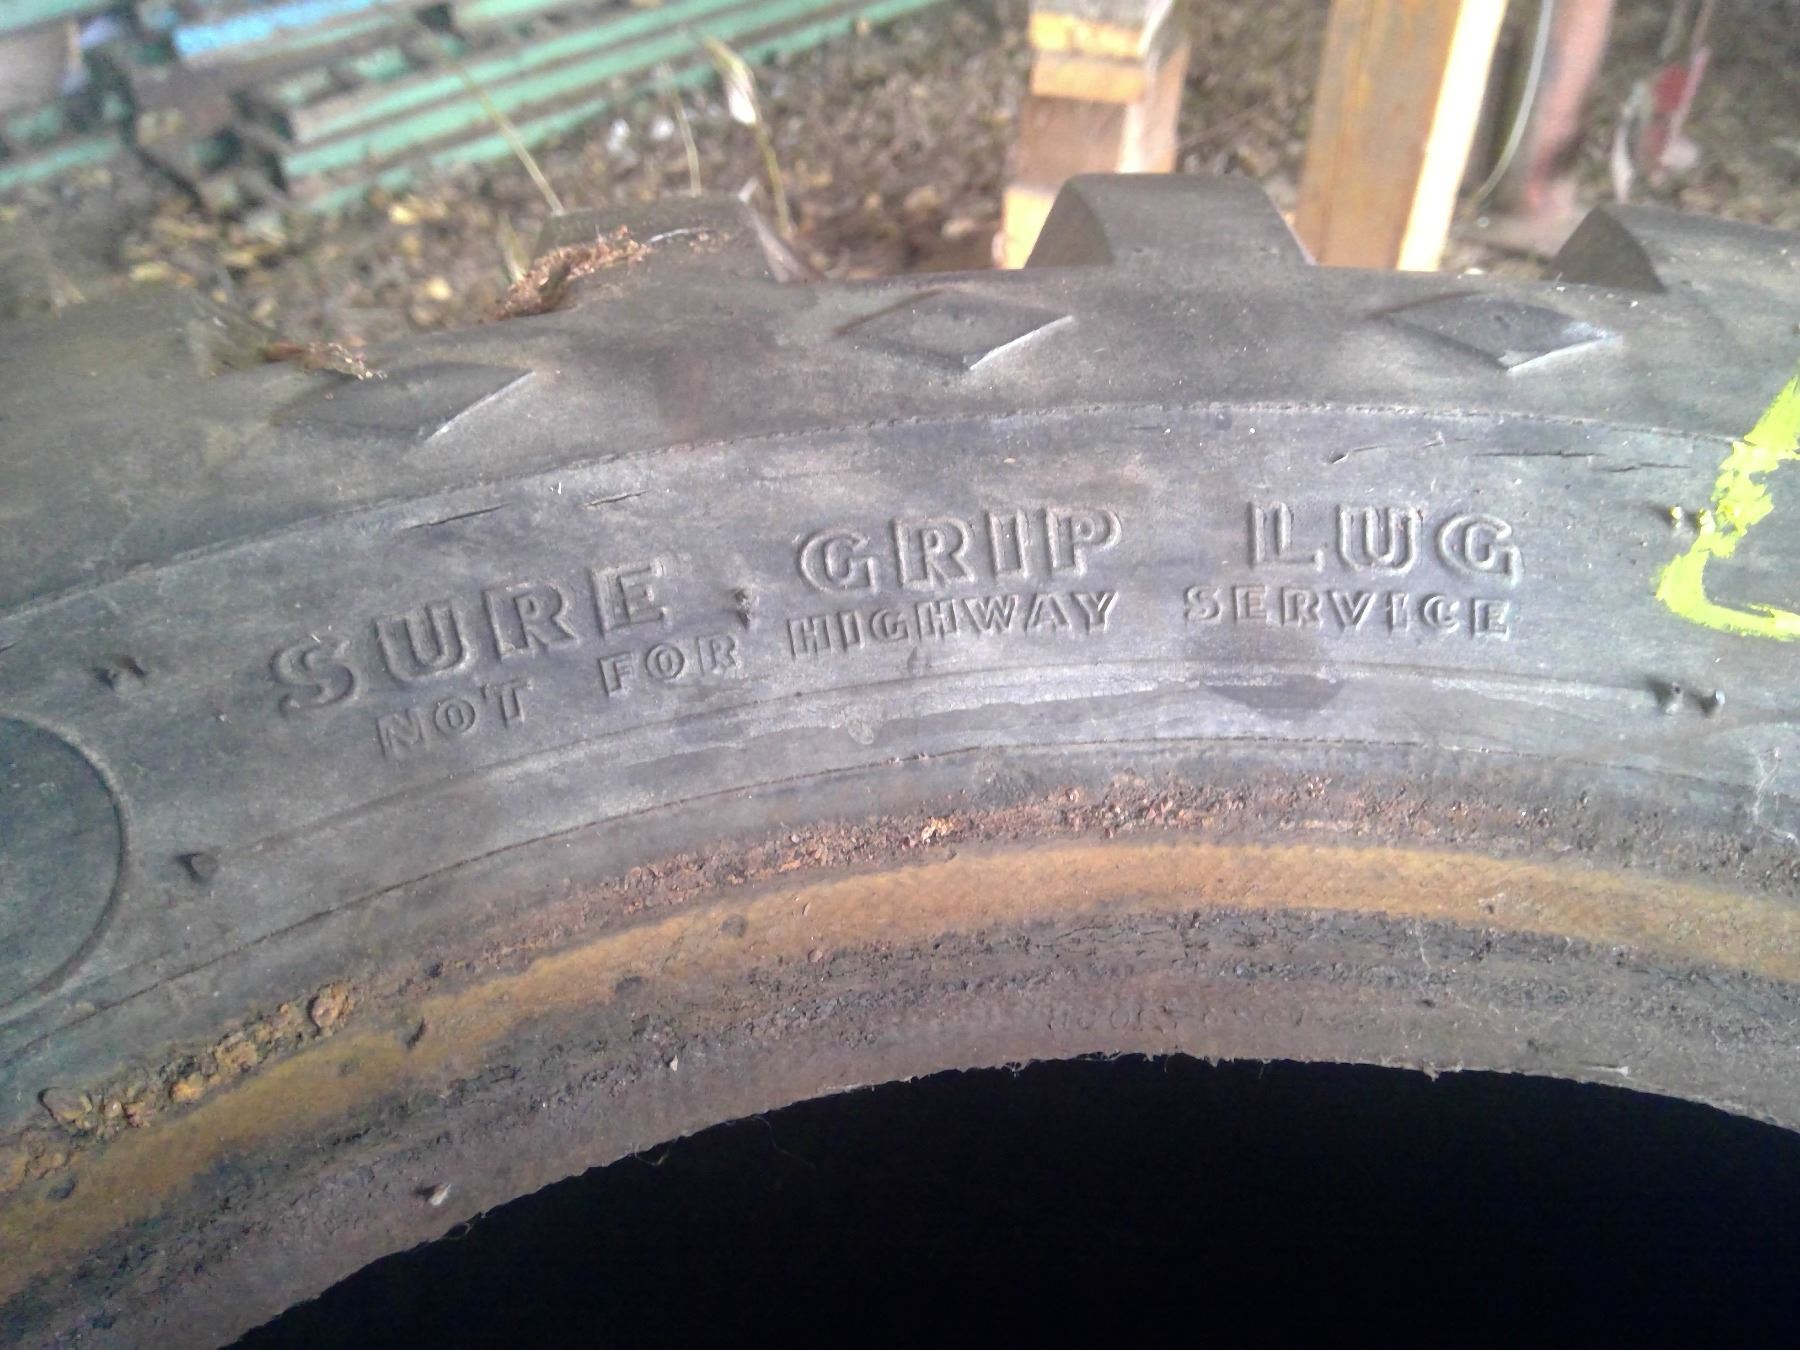 SURE GRIP LUG
NOT FOR HIGHWAY SERVICE